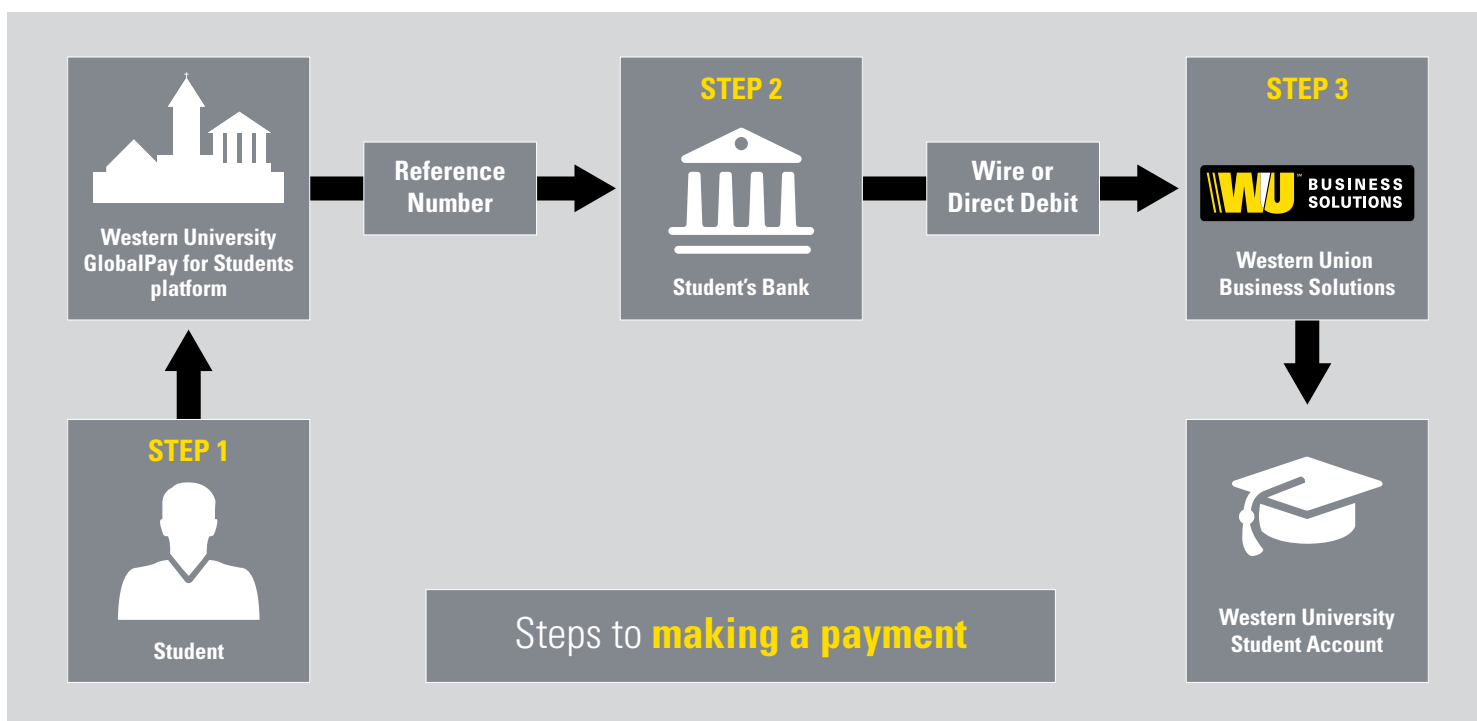 STEP 1
Student
Western University
GlobalPay for Students
platform
Reference
Number
STEP 2
Student’s Bank
Wire or
Direct Debit
STEP 3
WU BUSINESS
SOLUTIONS
Western Union
Business Solutions
Western University
Student Account
Steps to making a payment